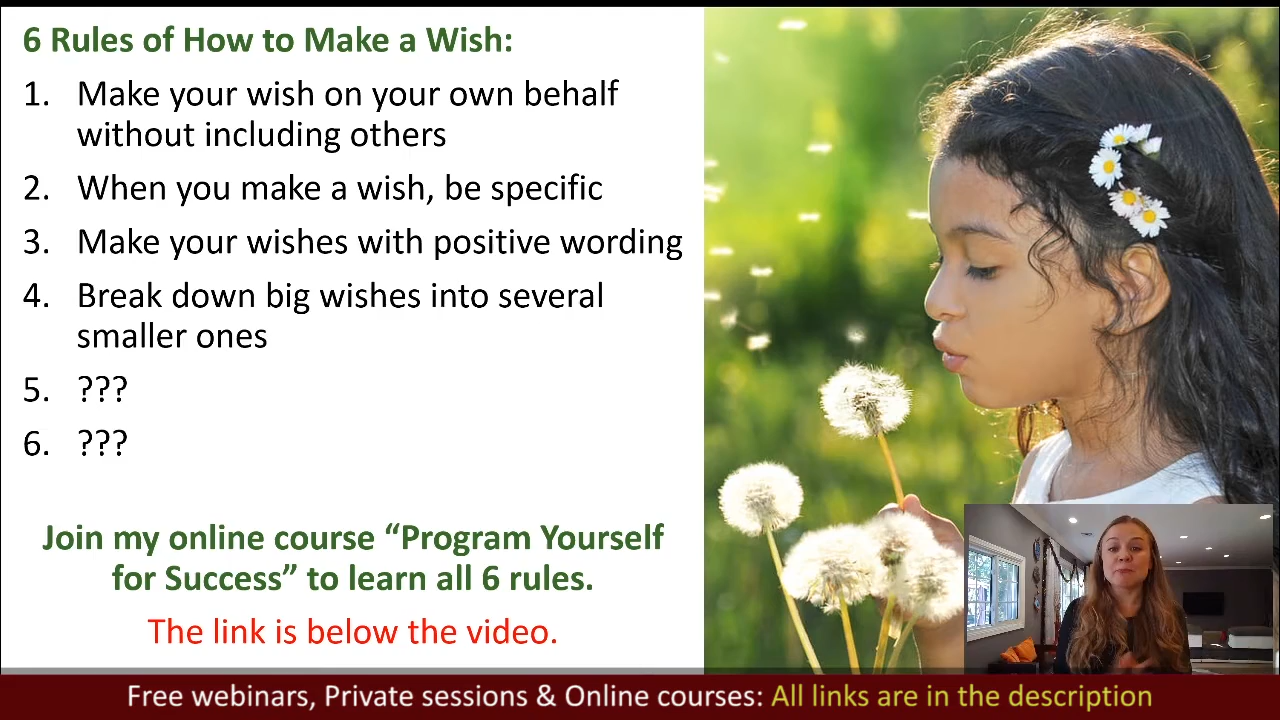 6 Rules of How to Make a Wish:
1. Make your wish on your own behalf
without including others
2. When you make a wish, be specific
3. Make your wishes with positive wording
4. Break down big wishes into several
smaller ones
5. ???
6. ???
Join my online course “Program Yourself
for Success” to learn all 6 rules.
The link is below the video.
Free webinars, Private sessions & Online courses: All links are in the description